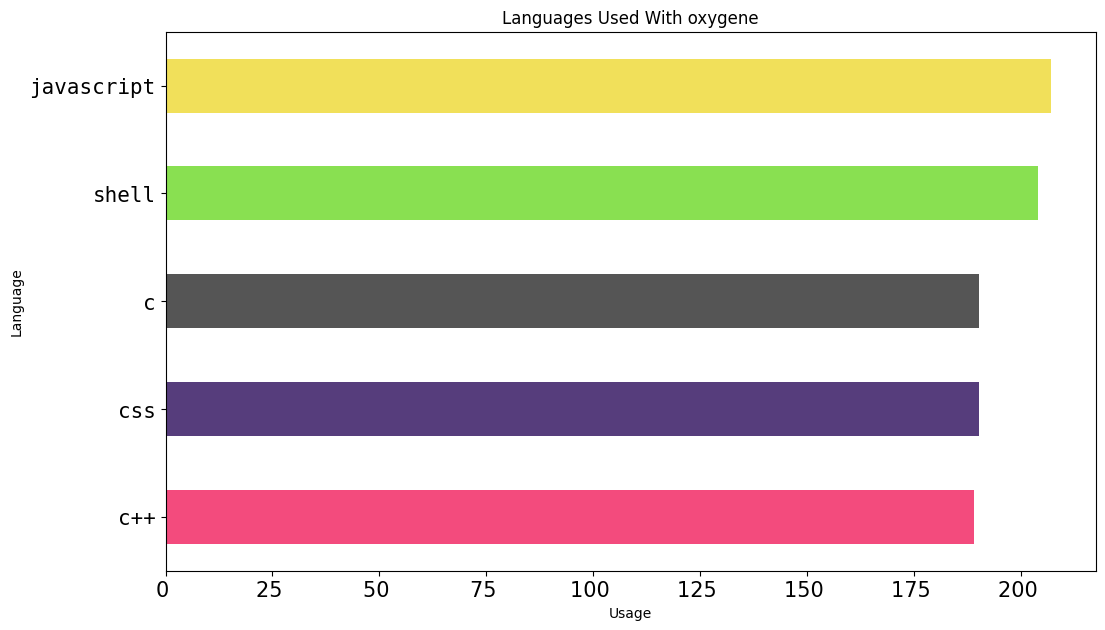 Languages Used With oxygene
javascript
shell
c
css
c++
Language
0 25 50 75 100 125 150 175 200
Usage